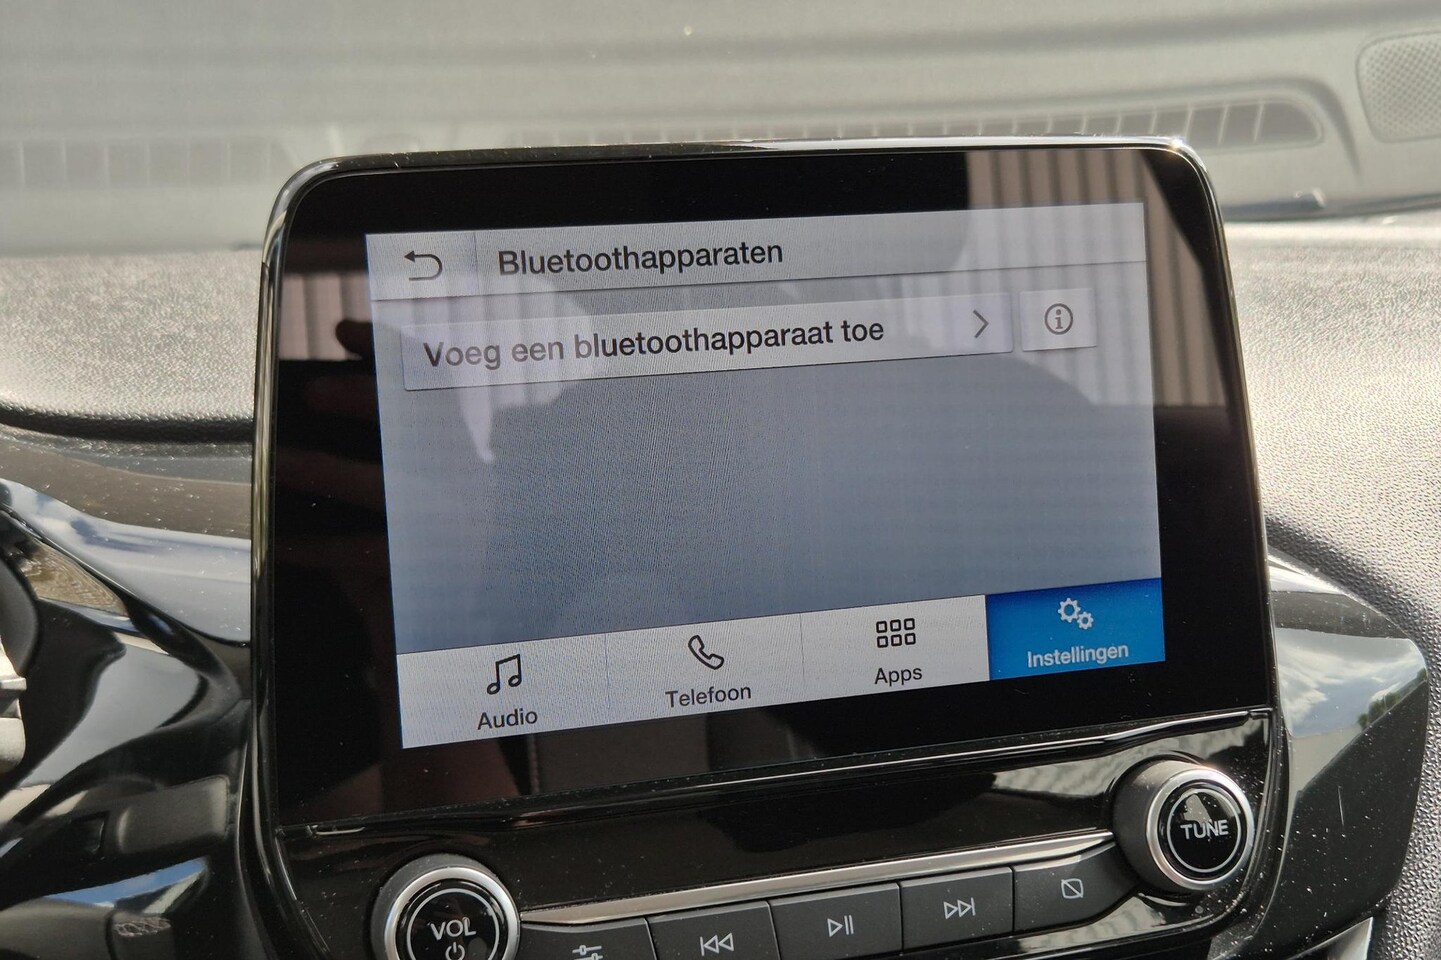 Bluetoothapparaten
Voeg een bluetoothapparaat toe
Audio
Telefoon
Apps
Instellingen
VOL
TUNE